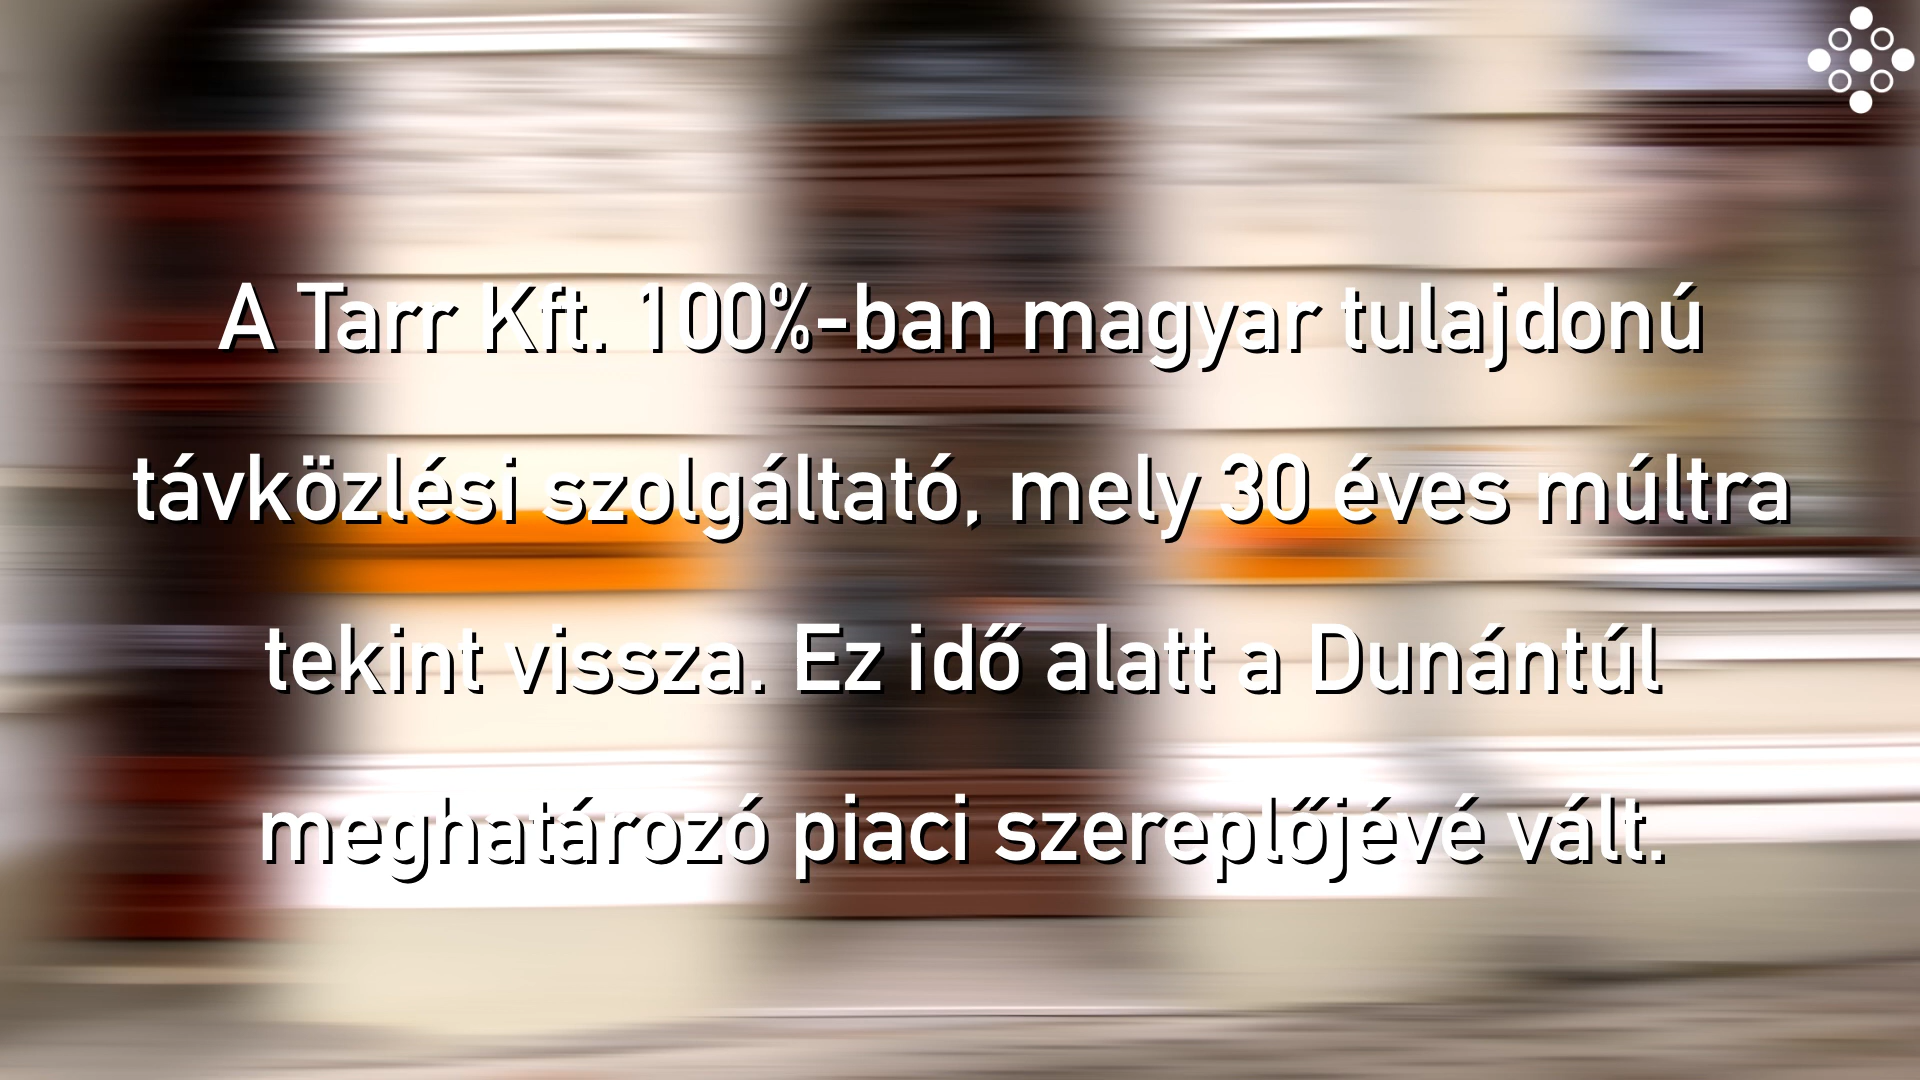 A Tarr Kft. 100%-ban magyar tulajdonú
távközlési szolgáltató, mely 30 éves múltra
tekint vissza. Ez idő alatt a Dunántúl
meghatározó piaci szereplőjévé vált.